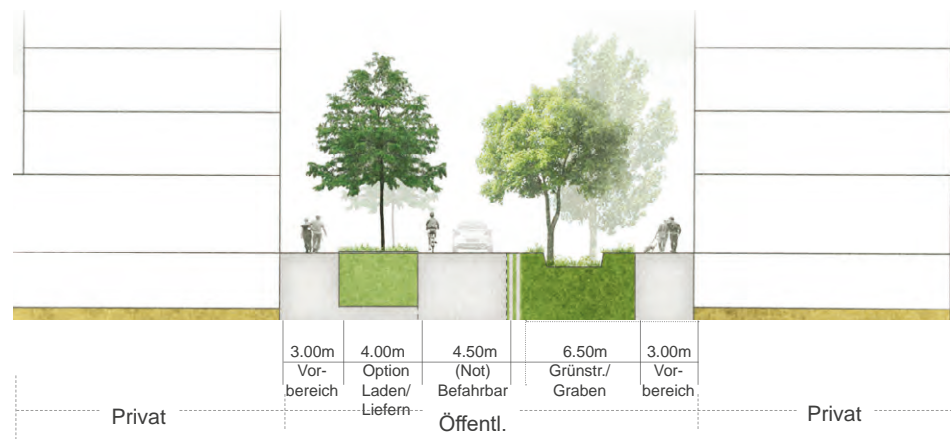 3.00m
Vor-
bereich
4.00m
Option
Laden/
Liefern
4.50m
(Not)
Befahrbar
6.50m
Grünstr./
Graben
3.00m
Vor-
bereich
Privat
Öffentl.
Privat